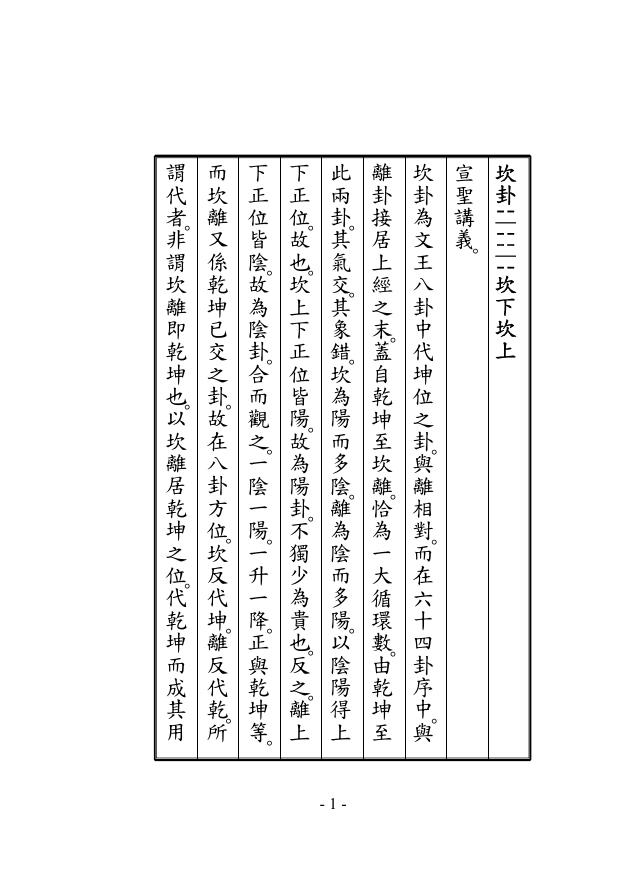 坎卦䷜坎下坎上
宣聖講義。
坎卦為文王八卦中代坤位之卦。與離相對。而在六十四卦序中。與
離卦接居上經之末。蓋自乾坤至坎離。恰為一大循環數。由乾坤至
此兩卦。其氣交。其象錯。坎為陽而多陰。離為陰而多陽。以陰陽得上
下正位。故也。坎上下正位皆陽。故為陽卦。不獨少為貴也。反之。離上
下正位皆陰。故為陰卦。合而觀之。一陰一陽。一升一降。正與乾坤等。
而坎離又係乾坤已交之卦。故在八卦方位。坎反代坤。離反代乾。所
謂代者。非謂坎離即乾坤也。以坎離居乾坤之位。代乾坤而成其用
- 1 -